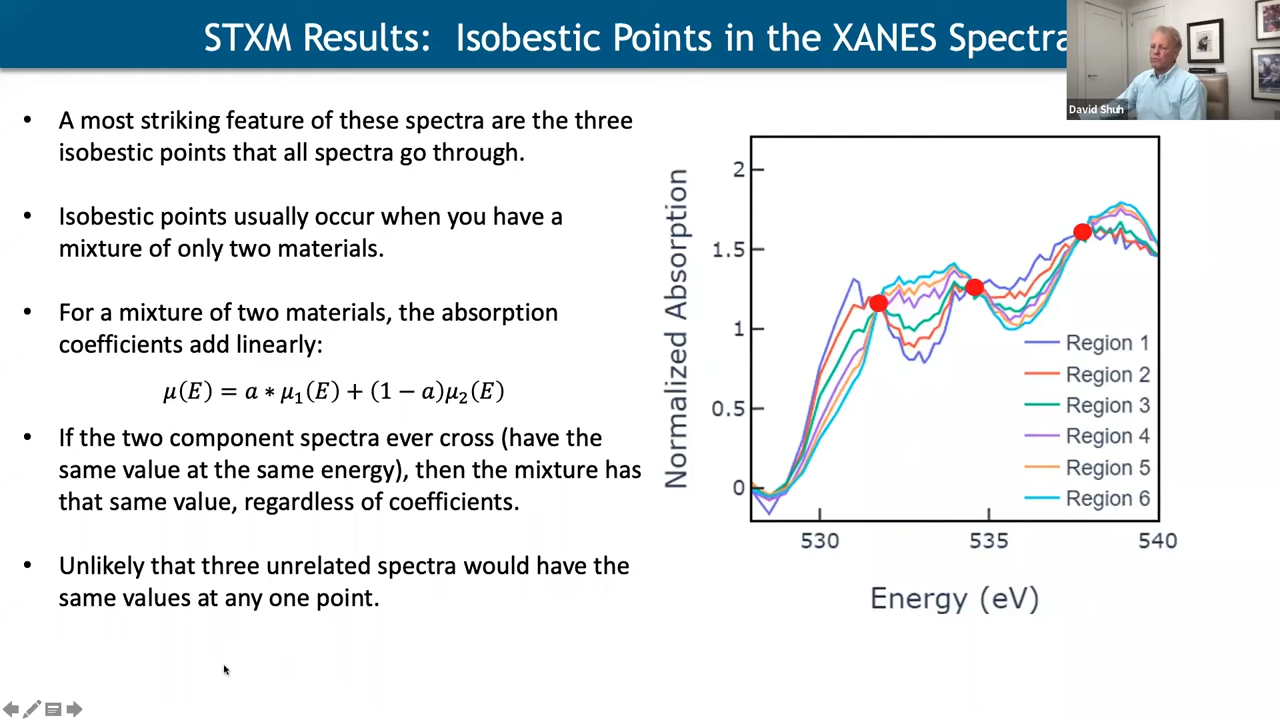 STXM Results:  Isobestic Points in the XANES Spectra
David Shuh
• A most striking feature of these spectra are the three
isobestic points that all spectra go through.
• Isobestic points usually occur when you have a
mixture of only two materials.
• For a mixture of two materials, the absorption
coefficients add linearly:
μ(E) = a ∗ μ₁(E) + (1 − a)μ₂(E)
• If the two component spectra ever cross (have the
same value at the same energy), then the mixture has
that same value, regardless of coefficients.
• Unlikely that three unrelated spectra would have the
same values at any one point.
Normalized Absorption
2
1.5
1
0.5
0
Region 1
Region 2
Region 3
Region 4
Region 5
Region 6
530
535
540
Energy (eV)